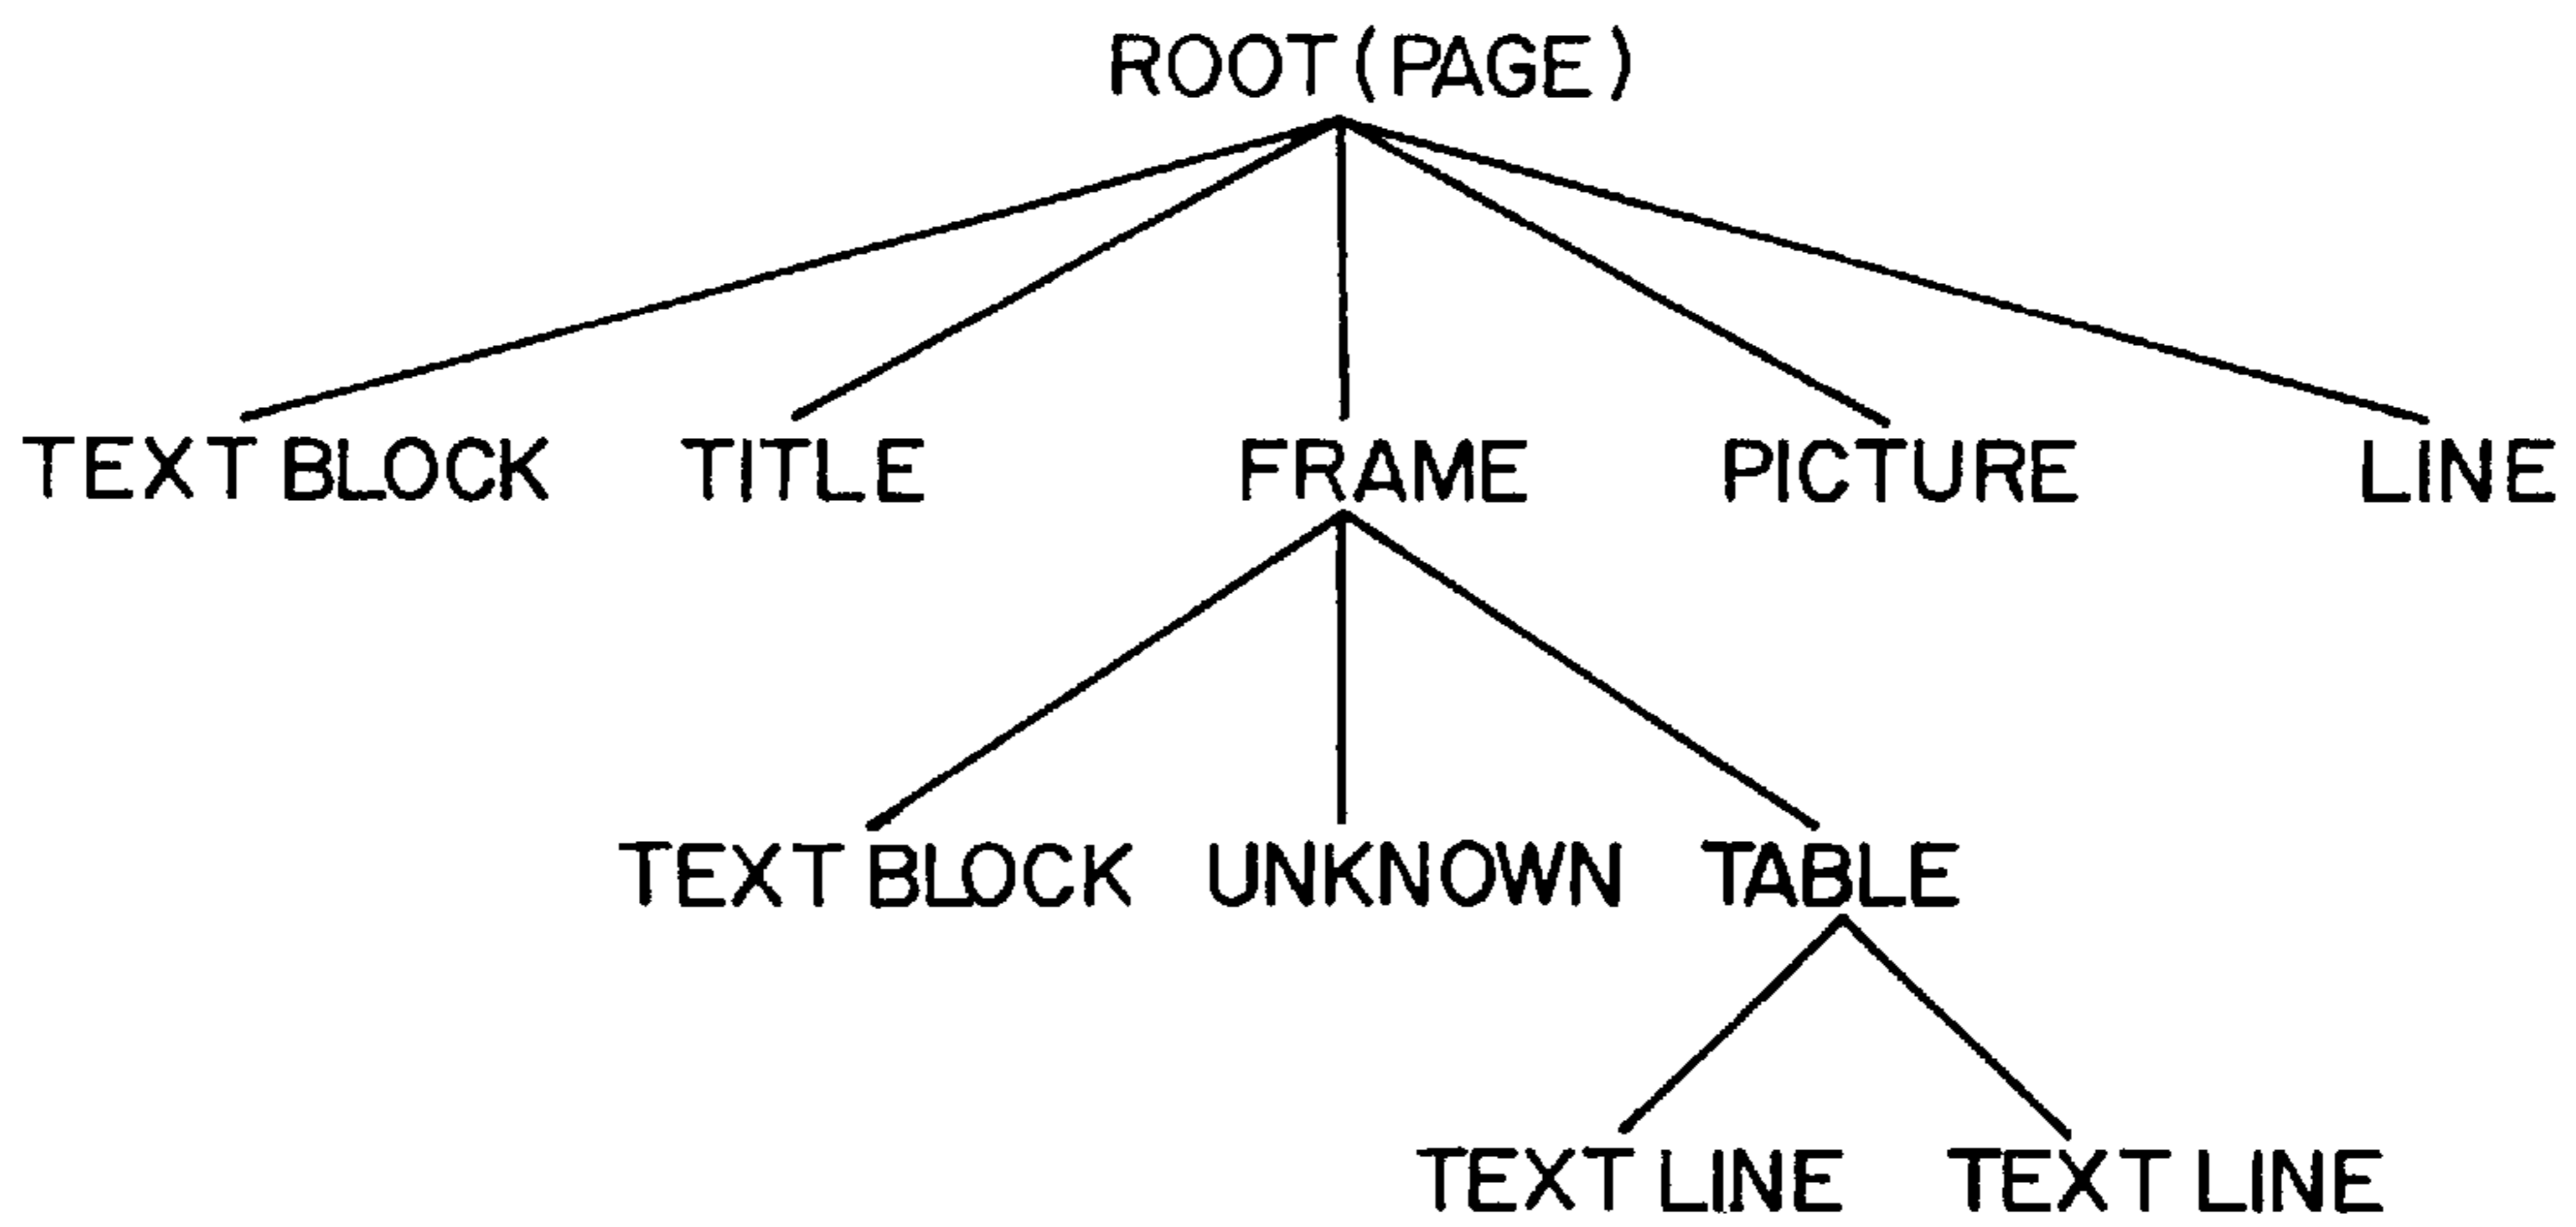 ROOT (PAGE)
TEXT BLOCK TITLE FRAME PICTURE LINE
TEXT BLOCK UNKNOWN TABLE
TEXT LINE TEXT LINE